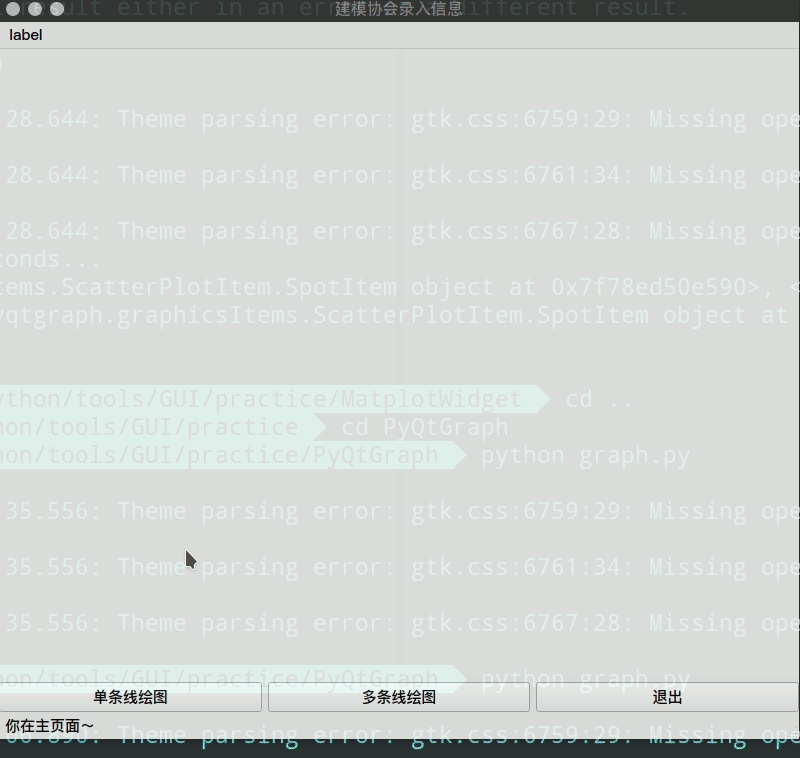 result either in an error or a different result.
建模协会录入信息
label
)
28.644: Theme parsing error: gtk.css:6759:29: Missing ope
28.644: Theme parsing error: gtk.css:6761:34: Missing ope
28.644: Theme parsing error: gtk.css:6767:28: Missing ope
conds...
tems.ScatterPlotItem.SpotItem object at 0x7f78ed50e590>, <
yqtgraph.graphicsItems.ScatterPlotItem.SpotItem object at
ython/tools/GUI/practice/MatplotWidget cd ..
hon/tools/GUI/practice cd PyQtGraph
hon/tools/GUI/practice/PyQtGraph python graph.py
35.556: Theme parsing error: gtk.css:6759:29: Missing ope
35.556: Theme parsing error: gtk.css:6761:34: Missing ope
35.556: Theme parsing error: gtk.css:6767:28: Missing ope
hon/tools/GUI/practice/PyQtGraph python graph.py
单条线绘图 多条线绘图 退出
你在主页面～
Theme parsing error: gtk.css:6759:29: Missing ope